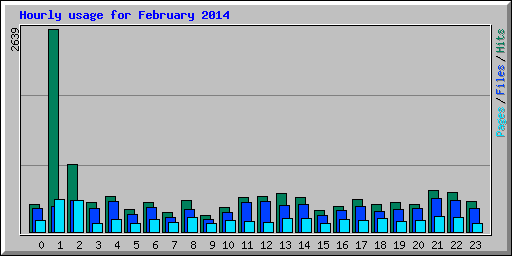 Hourly usage for February 2014
2639
Pages/Files/Hits
0 1 2 3 4 5 6 7 8 9 10 11 12 13 14 15 16 17 18 19 20 21 22 23